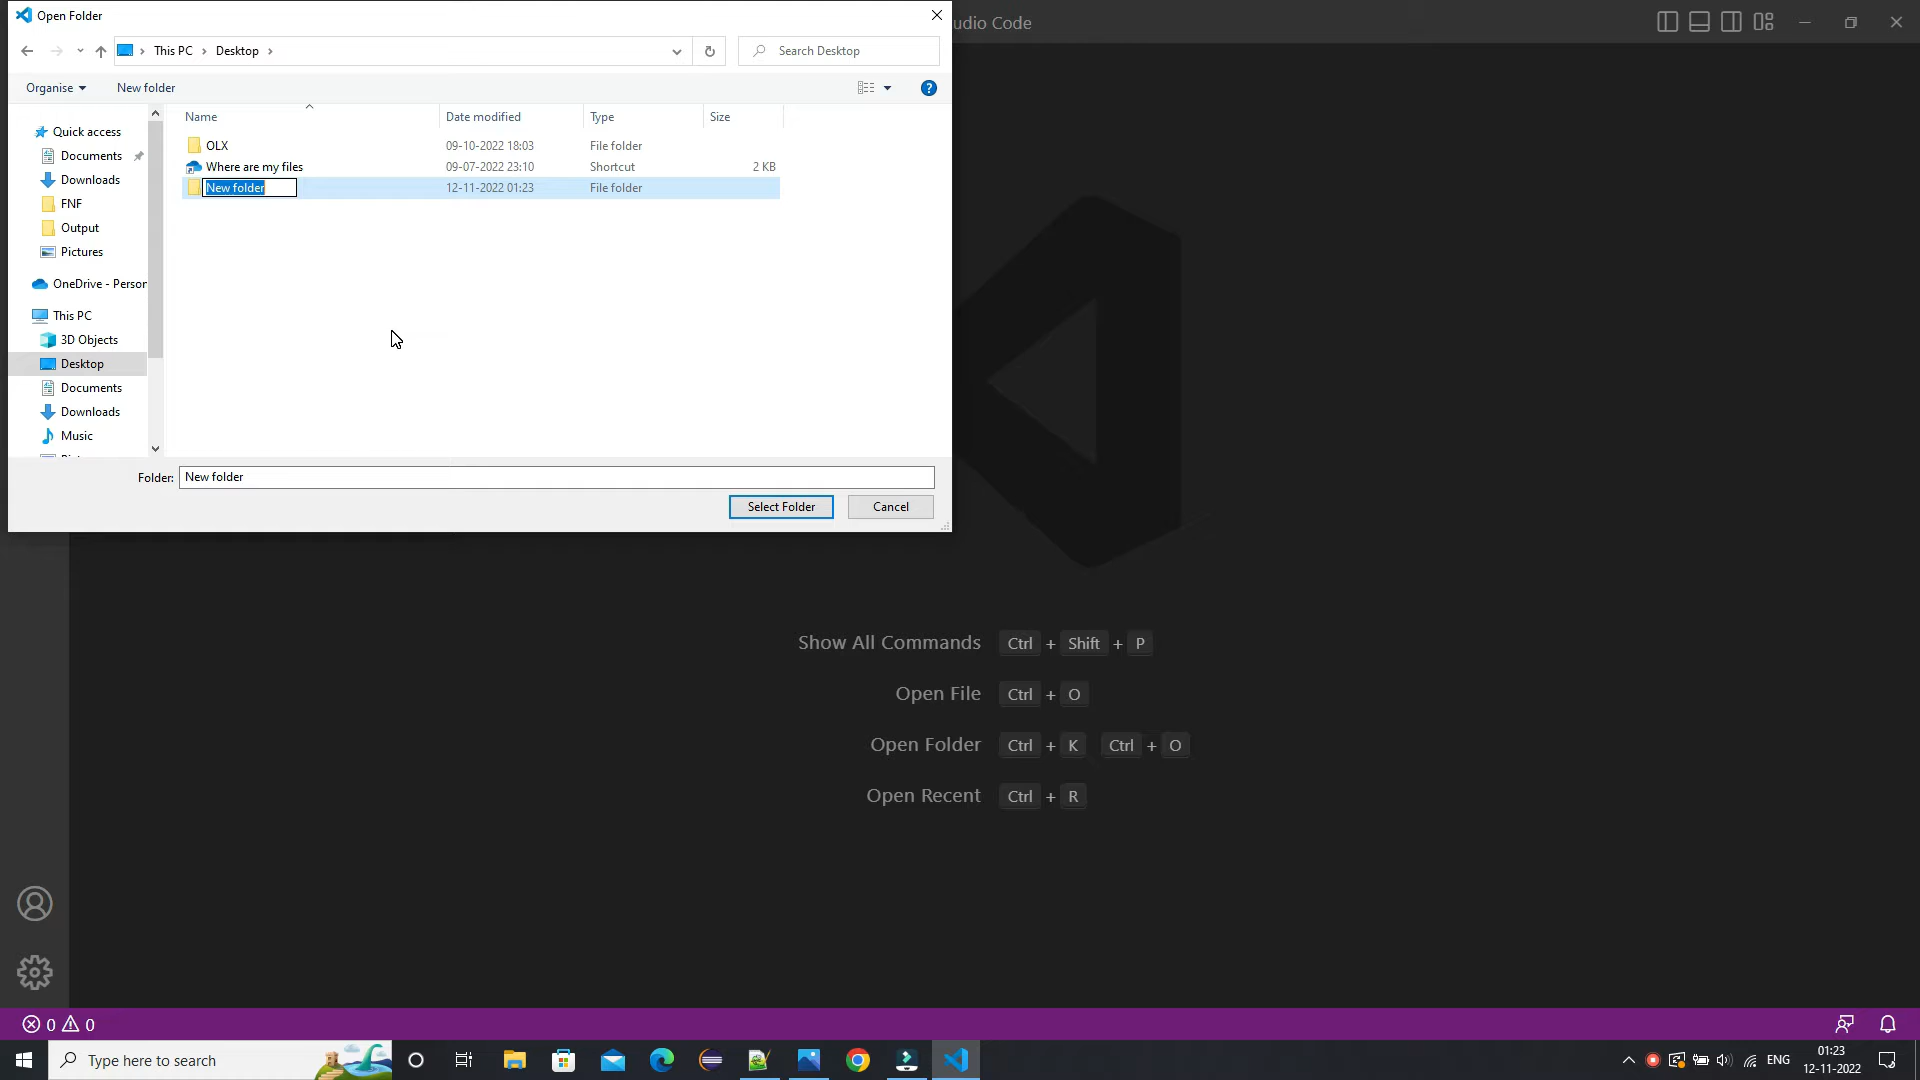 Open Folder
udio Code
This PC
Desktop
Search Desktop
Organise
New folder
Name
Date modified
Type
Size
Quick access
Documents
Downloads
FNF
Output
Pictures
OneDrive - Person
This PC
3D Objects
Desktop
Documents
Downloads
Music
OLX 09-10-2022 18:03 File folder
Where are my files 09-07-2022 23:10 Shortcut 2 KB
New folder 12-11-2022 01:23 File folder
Folder: New folder
Select Folder
Cancel
Show All Commands Ctrl + Shift + P
Open File Ctrl + O
Open Folder Ctrl + K Ctrl + O
Open Recent Ctrl + R
0 0
Type here to search
ENG
01:23
12-11-2022